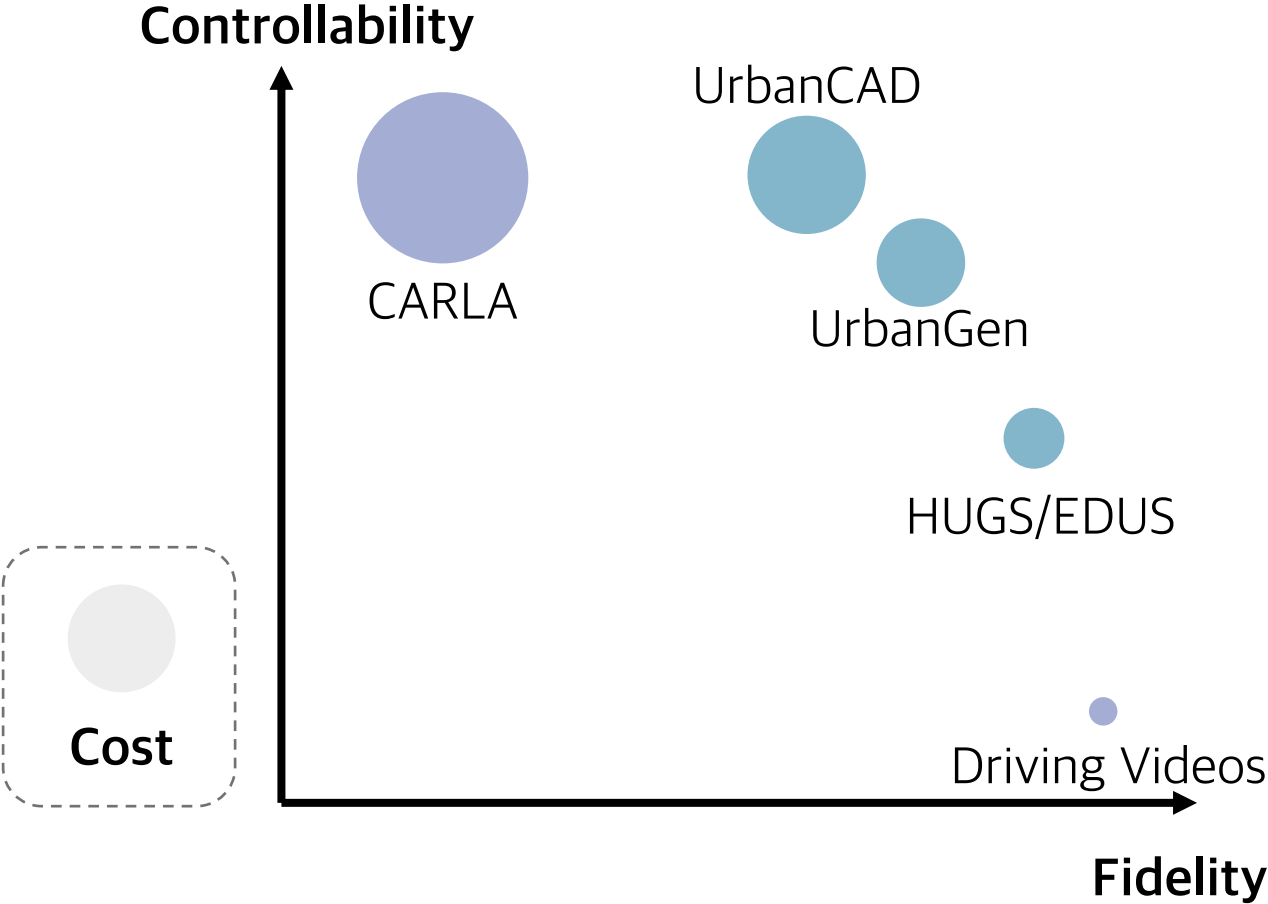 Controllability
UrbanCAD
CARLA
UrbanGen
HUGS/EDUS
Cost
Driving Videos
Fidelity